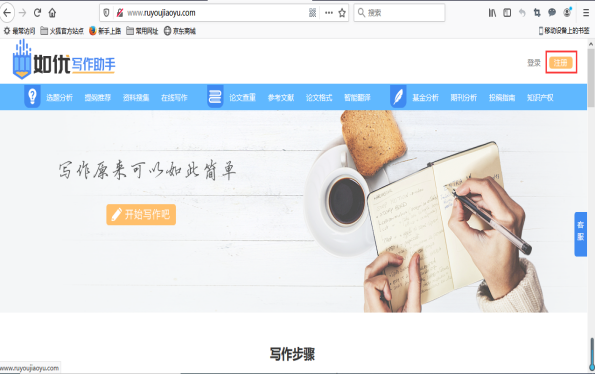 www.ruyoujiaoyu.com
搜索
最常访问 火狐官方站点 新手上路 常用网址 京东商城 移动设备上的书签
如优写作助手
登录 注册
选题分析 提纲推荐 资料搜集 在线写作 论文查重 参考文献 论文格式 智能翻译 基金分析 期刊分析 投稿指南 知识产权
写作原来可以如此简单
开始写作吧
客服
写作步骤
www.ruyoujiaoyu.com